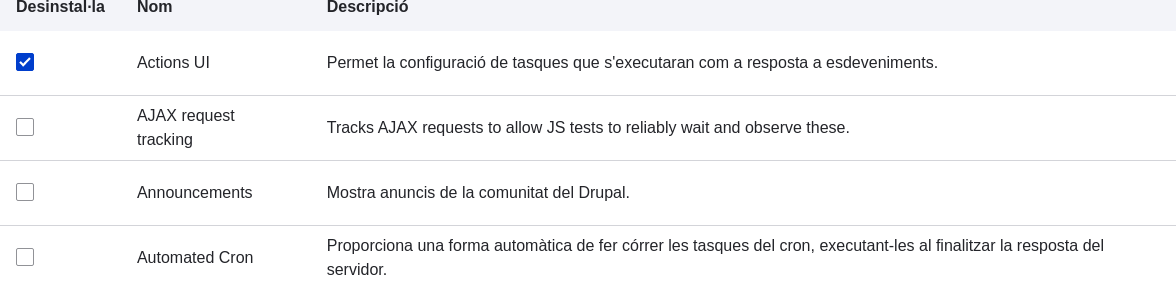 Desinstal·la Nom Descripció
Actions UI Permet la configuració de tasques que s'executaran com a resposta a esdeveniments.
AJAX request
tracking
Tracks AJAX requests to allow JS tests to reliably wait and observe these.
Announcements Mostra anuncis de la comunitat del Drupal.
Automated Cron
Proporciona una forma automàtica de fer córrer les tasques del cron, executant-les al finalitzar la resposta del
servidor.